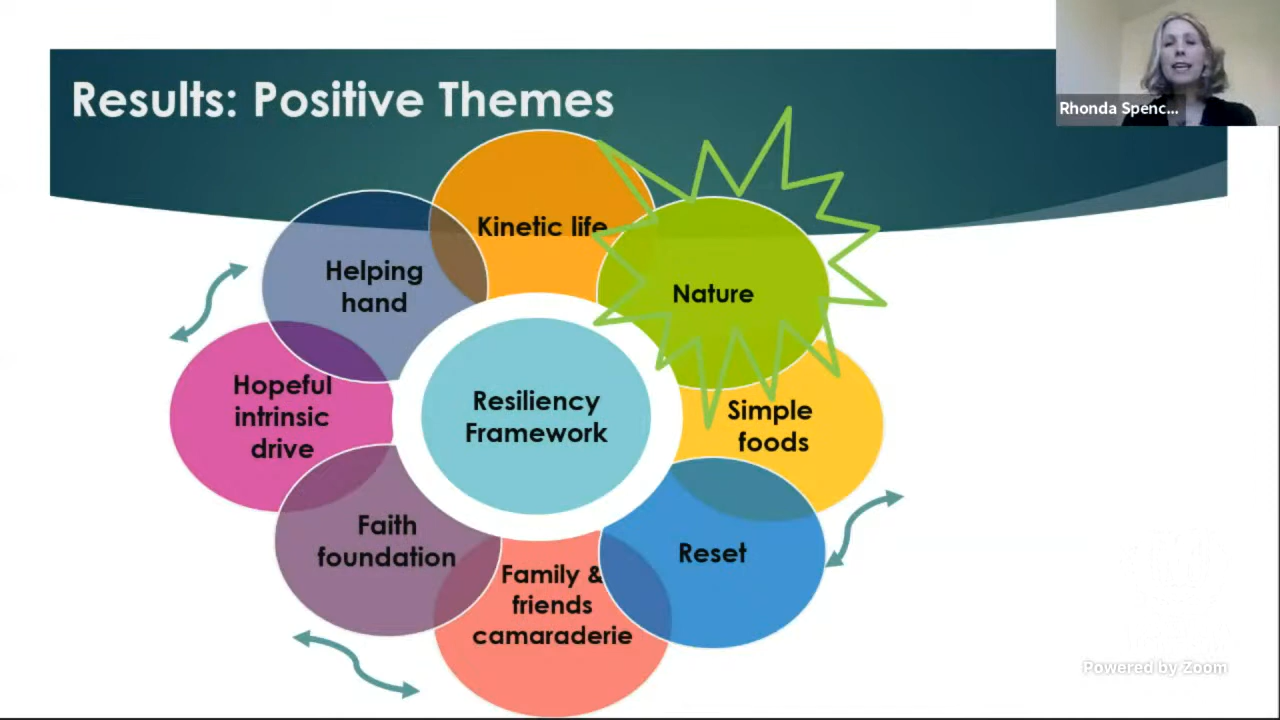 Results: Positive Themes
Rhonda Spenc...
Kinetic life
Helping
hand
Nature
Hopeful
intrinsic
drive
Resiliency
Framework
Simple
foods
Faith
foundation
Reset
Family &
friends
camaraderie
Powered by Zoom